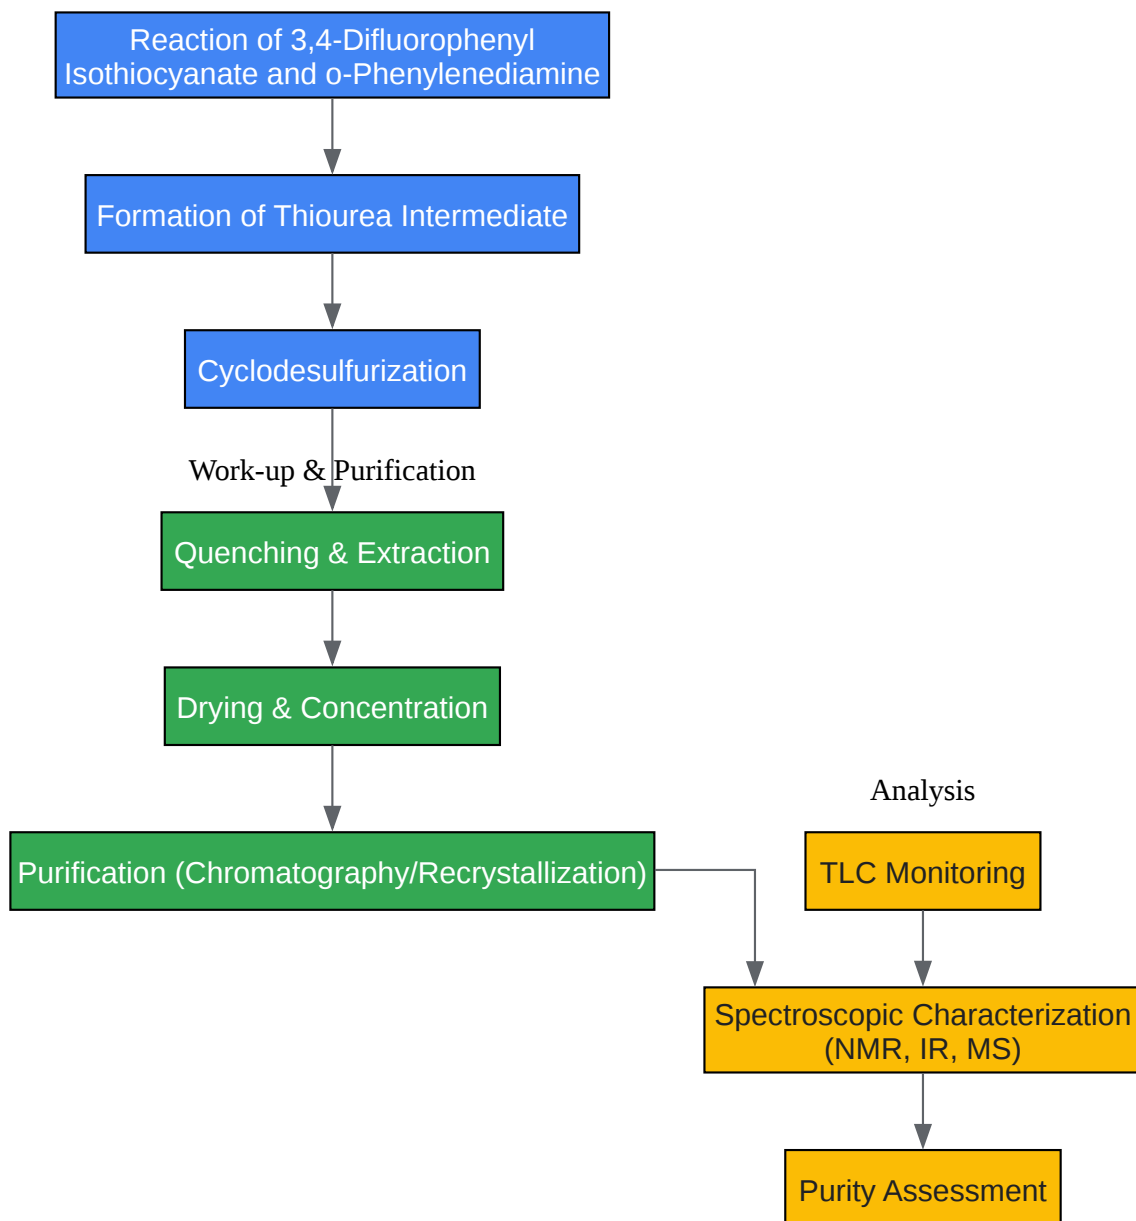 Reaction of 3,4-Difluorophenyl
Isothiocyanate and o-Phenylenediamine
Formation of Thiourea Intermediate
Cyclodesulfurization
Work-up & Purification
Quenching & Extraction
Drying & Concentration
Purification (Chromatography/Recrystallization)
Analysis
TLC Monitoring
Spectroscopic Characterization
(NMR, IR, MS)
Purity Assessment